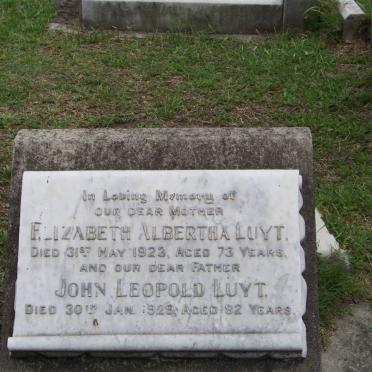 In Loving Memory of
OUR DEAR MOTHER
ELIZABETH ALBERTHA LUYT.
DIED 31ST MAY 1923, AGED 73 YEARS.
AND OUR DEAR FATHER
JOHN LEOPOLD LUYT.
DIED 30TH JAN. 1929, AGED 82 YEARS.